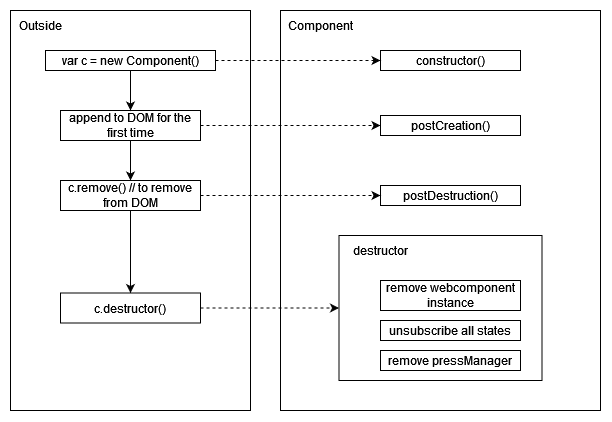 Outside
Component
var c = new Component()
constructor()
append to DOM for the
first time
postCreation()
c.remove() // to remove
from DOM
postDestruction()
destructor
c.destructor()
remove webcomponent
instance
unsubscribe all states
remove pressManager